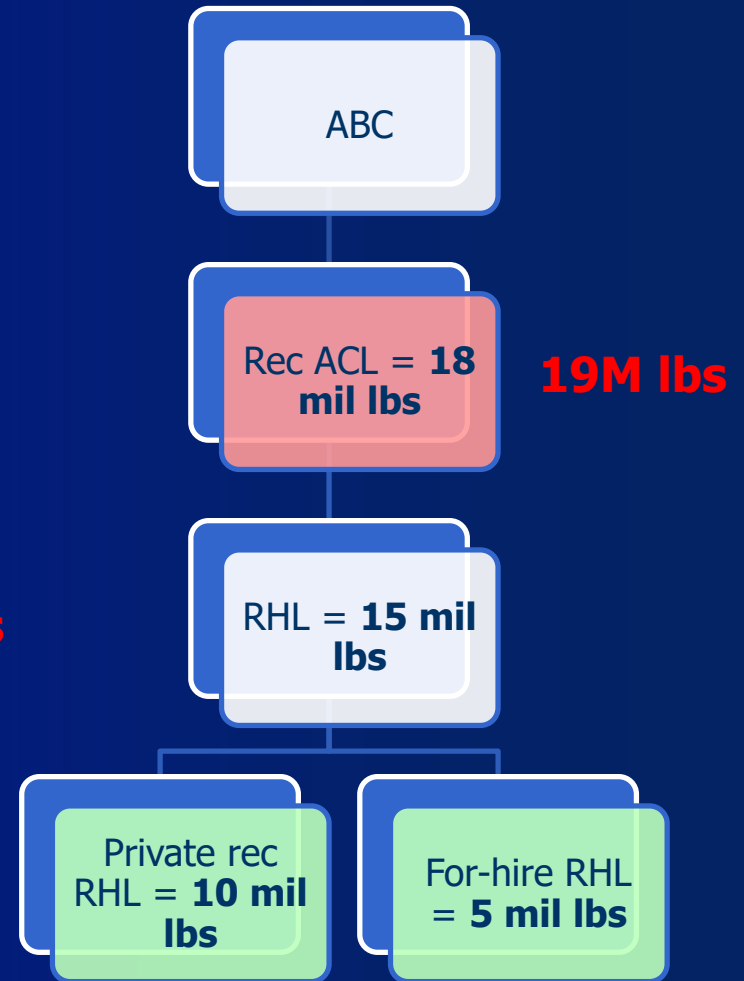 ABC
Rec ACL = 18
mil lbs
19M lbs
RHL = 15 mil
lbs
Private rec
RHL = 10 mil
lbs
For-hire RHL
= 5 mil lbs